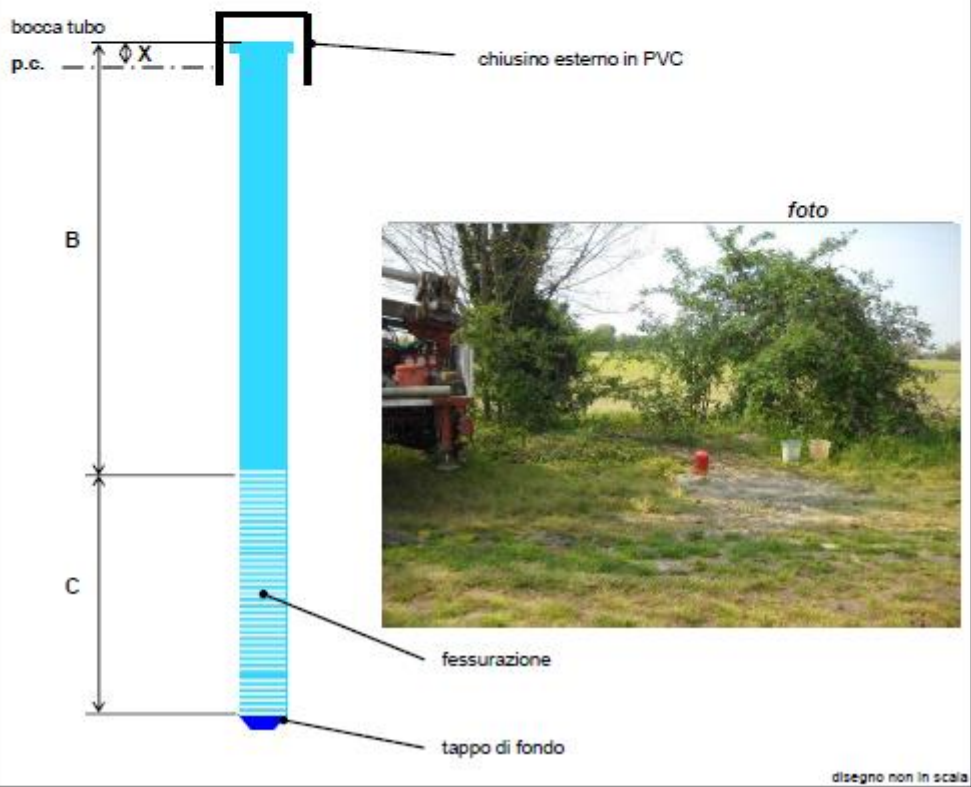 bocca tubo
X
p.c.
chiusino esterno in PVC
B
foto
C
fessurazione
tappo di fondo
disegno non in scala